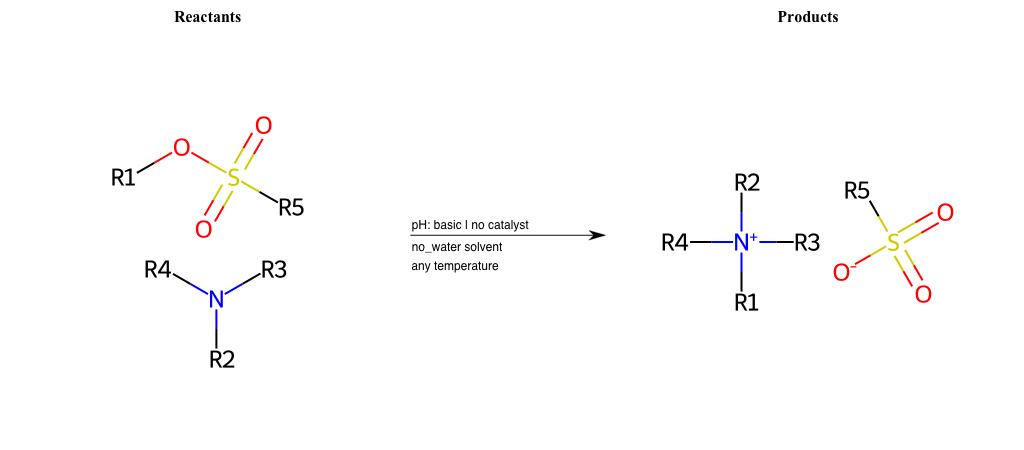 Reactants
Products
O
O
S
R1
R5
O
R4
R3
N
R2
pH: basic | no catalyst
no_water solvent
any temperature
R2
R4
N+
R3
R1
R5
O
S
O-
O